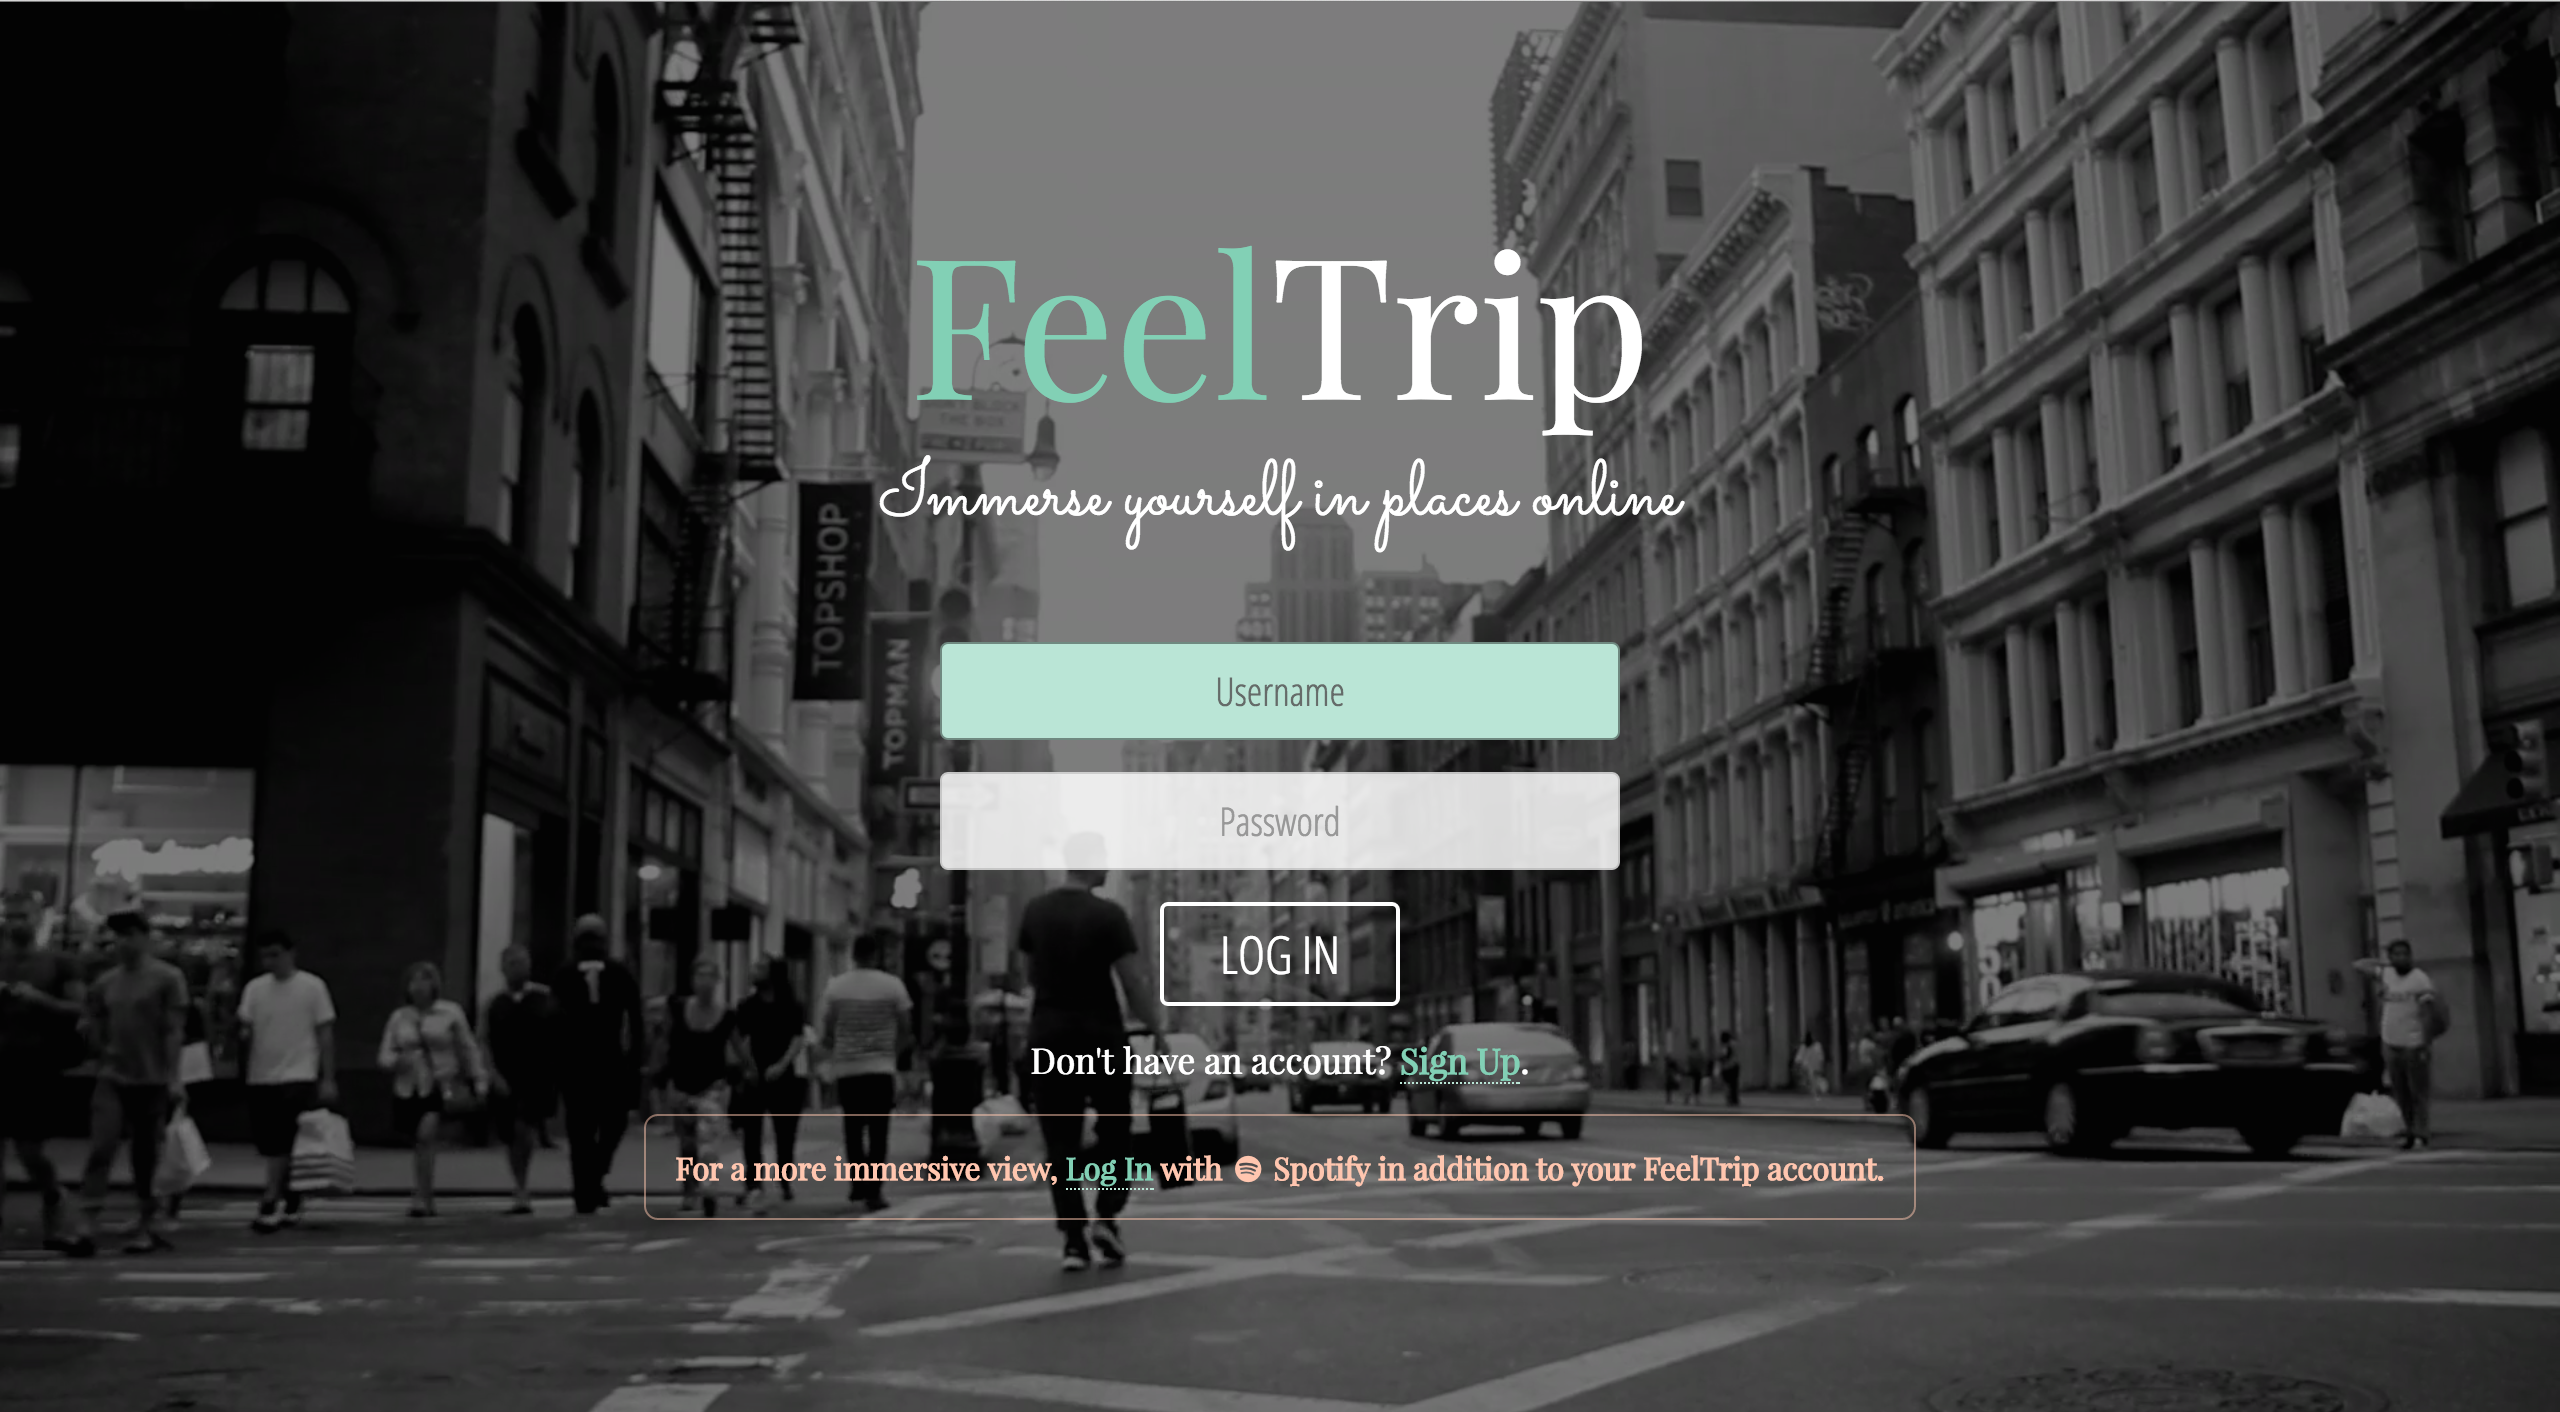 FeelTrip
Immerse yourself in places online
TOPSHOP
TOPMAN
Username
Password
LOG IN
Don't have an account? Sign Up.
For a more immersive view, Log In with Spotify in addition to your FeelTrip account.